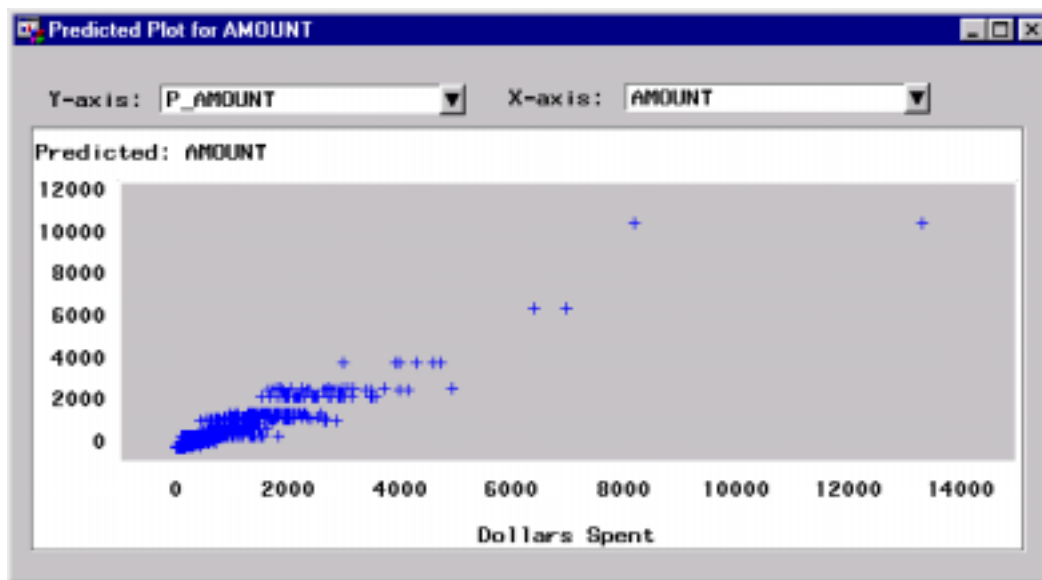 Predicted Plot for AMOUNT
Y-axis: P_AMOUNT X-axis: AMOUNT
Predicted: AMOUNT
12000
10000
8000
6000
4000
2000
0
0 2000 4000 6000 8000 10000 12000 14000
Dollars Spent